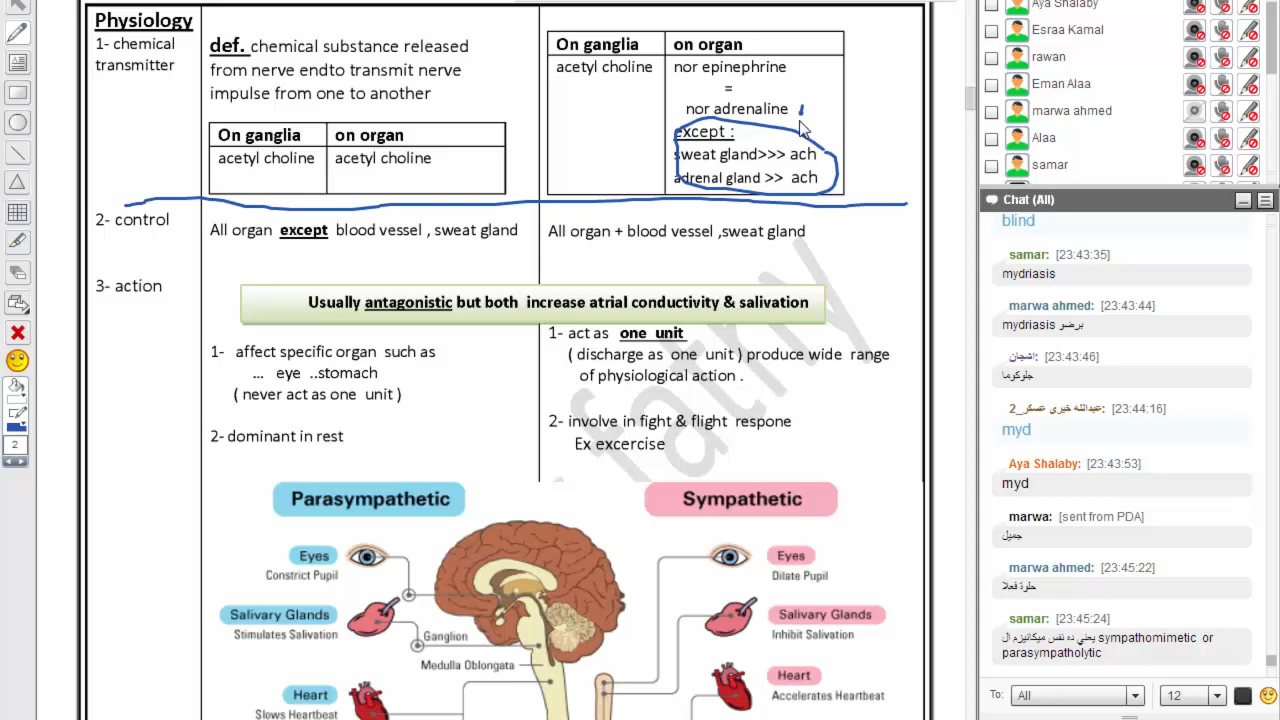 Physiology
1- chemical
transmitter
def. chemical substance released
from nerve endto transmit nerve
impulse from one to another
On ganglia
on organ
acetyl choline
acetyl choline
On ganglia
on organ
acetyl choline
nor epinephrine
=
nor adrenaline
except :
sweat gland>>> ach
adrenal gland >> ach
2- control
All organ except blood vessel , sweat gland
All organ + blood vessel ,sweat gland
3- action
Usually antagonistic but both increase atrial conductivity & salivation
1- affect specific organ such as
... eye ..stomach
( never act as one unit )
2- dominant in rest
1- act as one unit
( discharge as one unit ) produce wide range
of physiological action .
2- involve in fight & flight respone
Ex excercise
fathy
Parasympathetic
Sympathetic
Eyes
Constrict Pupil
Eyes
Dilate Pupil
Salivary Glands
Stimulates Salivation
Ganglion
Salivary Glands
Inhibit Salivation
Medulla Oblongata
Heart
Slows Heartbeat
Heart
Accelerates Heartbeat
2
Aya Shalaby
Esraa Kamal
rawan
Eman Alaa
marwa ahmed
Alaa
samar
Chat (All)
blind
samar: [23:43:35]
mydriasis
marwa ahmed: [23:43:44]
mydriasis برضو
اشجان: [23:43:46]
جلوكوما
عبدالله خيري عسكر_2: [23:44:16]
myd
Aya Shalaby: [23:43:53]
myd
marwa: [sent from PDA]
جميل
marwa ahmed: [23:45:22]
حلوة فعلا
samar: [23:45:24]
يعني ده نفس ميكانيزم ال sympathomimetic or
parasympatholytic
To: All
12